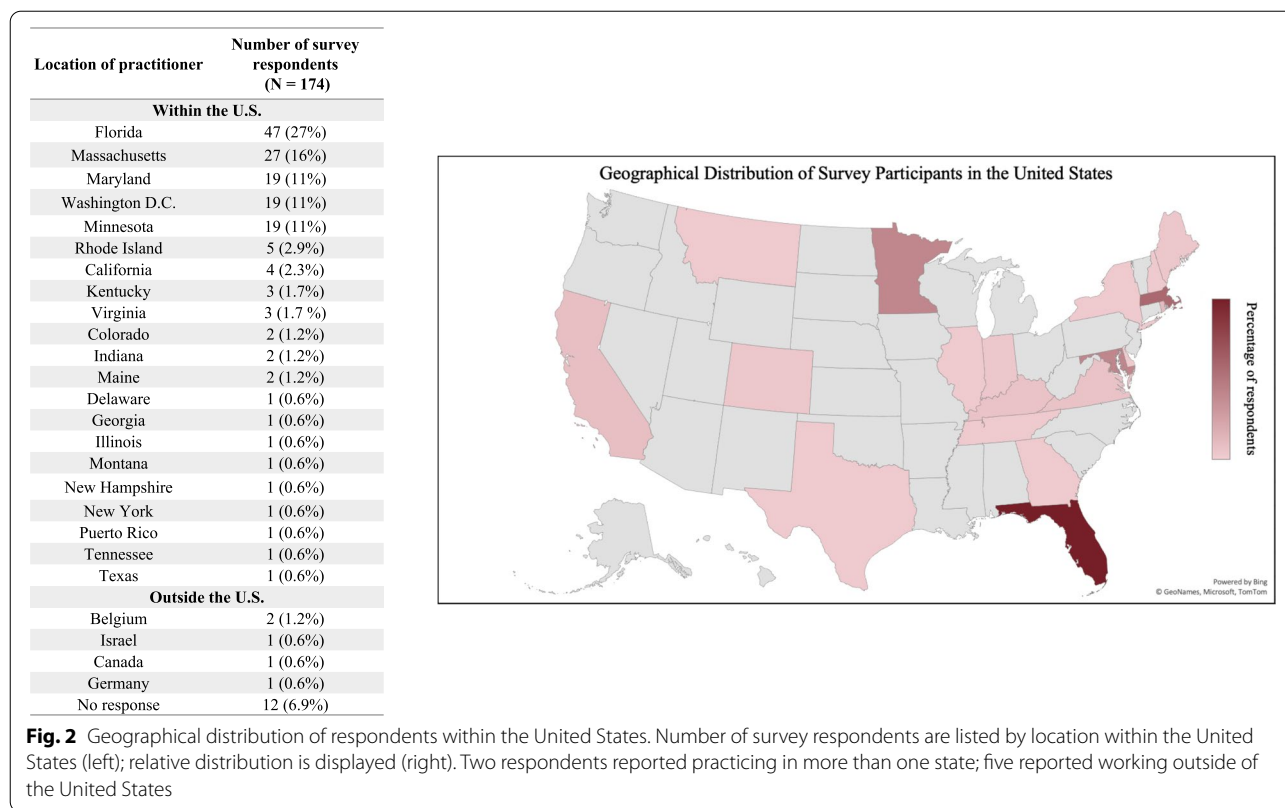 Location of practitioner
Number of survey
respondents
(N = 174)
Within the U.S.
Florida 47 (27%)
Massachusetts 27 (16%)
Maryland 19 (11%)
Washington D.C. 19 (11%)
Minnesota 19 (11%)
Rhode Island 5 (2.9%)
California 4 (2.3%)
Kentucky 3 (1.7%)
Virginia 3 (1.7 %)
Colorado 2 (1.2%)
Indiana 2 (1.2%)
Maine 2 (1.2%)
Delaware 1 (0.6%)
Georgia 1 (0.6%)
Illinois 1 (0.6%)
Montana 1 (0.6%)
New Hampshire 1 (0.6%)
New York 1 (0.6%)
Puerto Rico 1 (0.6%)
Tennessee 1 (0.6%)
Texas 1 (0.6%)
Outside the U.S.
Belgium 2 (1.2%)
Israel 1 (0.6%)
Canada 1 (0.6%)
Germany 1 (0.6%)
No response 12 (6.9%)
Geographical Distribution of Survey Participants in the United States
Percentage of respondents
Powered by Bing
© GeoNames, Microsoft, TomTom
Fig. 2 Geographical distribution of respondents within the United States. Number of survey respondents are listed by location within the United
States (left); relative distribution is displayed (right). Two respondents reported practicing in more than one state; five reported working outside of
the United States